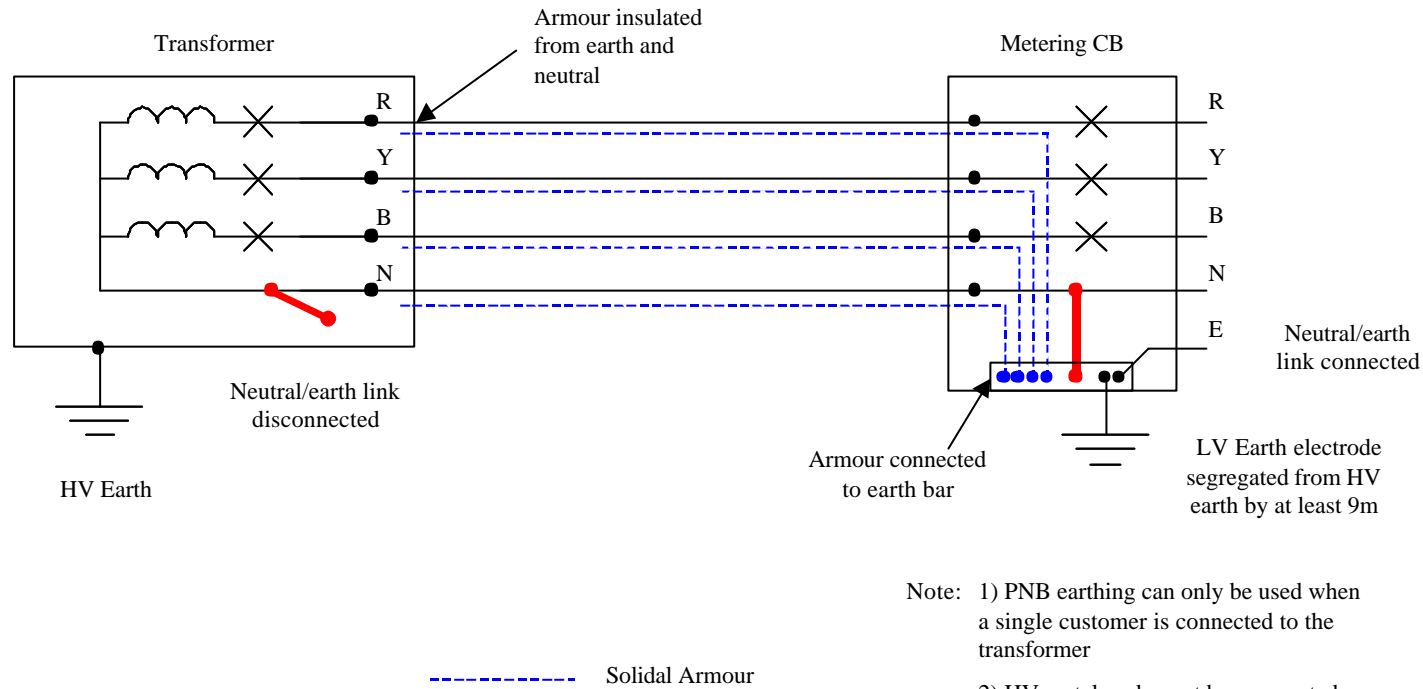 Transformer
Armour insulated
from earth and
neutral
Metering CB
R
Y
B
N
R
Y
B
N
E
Neutral/earth link
disconnected
HV Earth
Neutral/earth
link connected
Armour connected
to earth bar
LV Earth electrode
segregated from HV
earth by at least 9m
Note: 1) PNB earthing can only be used when
a single customer is connected to the
transformer
Solidal Armour